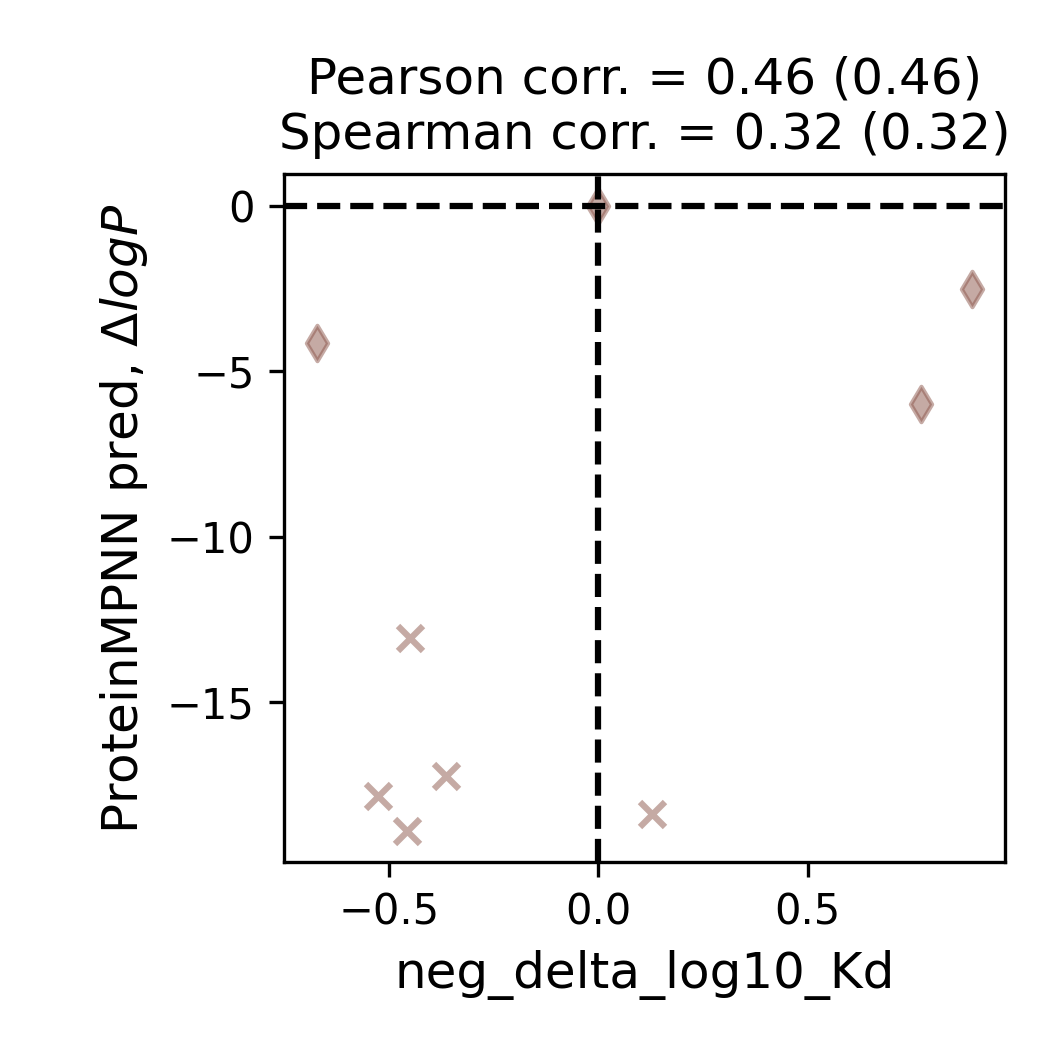 Pearson corr. = 0.46 (0.46)
Spearman corr. = 0.32 (0.32)
ProteinMPNN pred, ΔlogP
0
−5
−10
−15
−0.5
0.0
0.5
neg_delta_log10_Kd